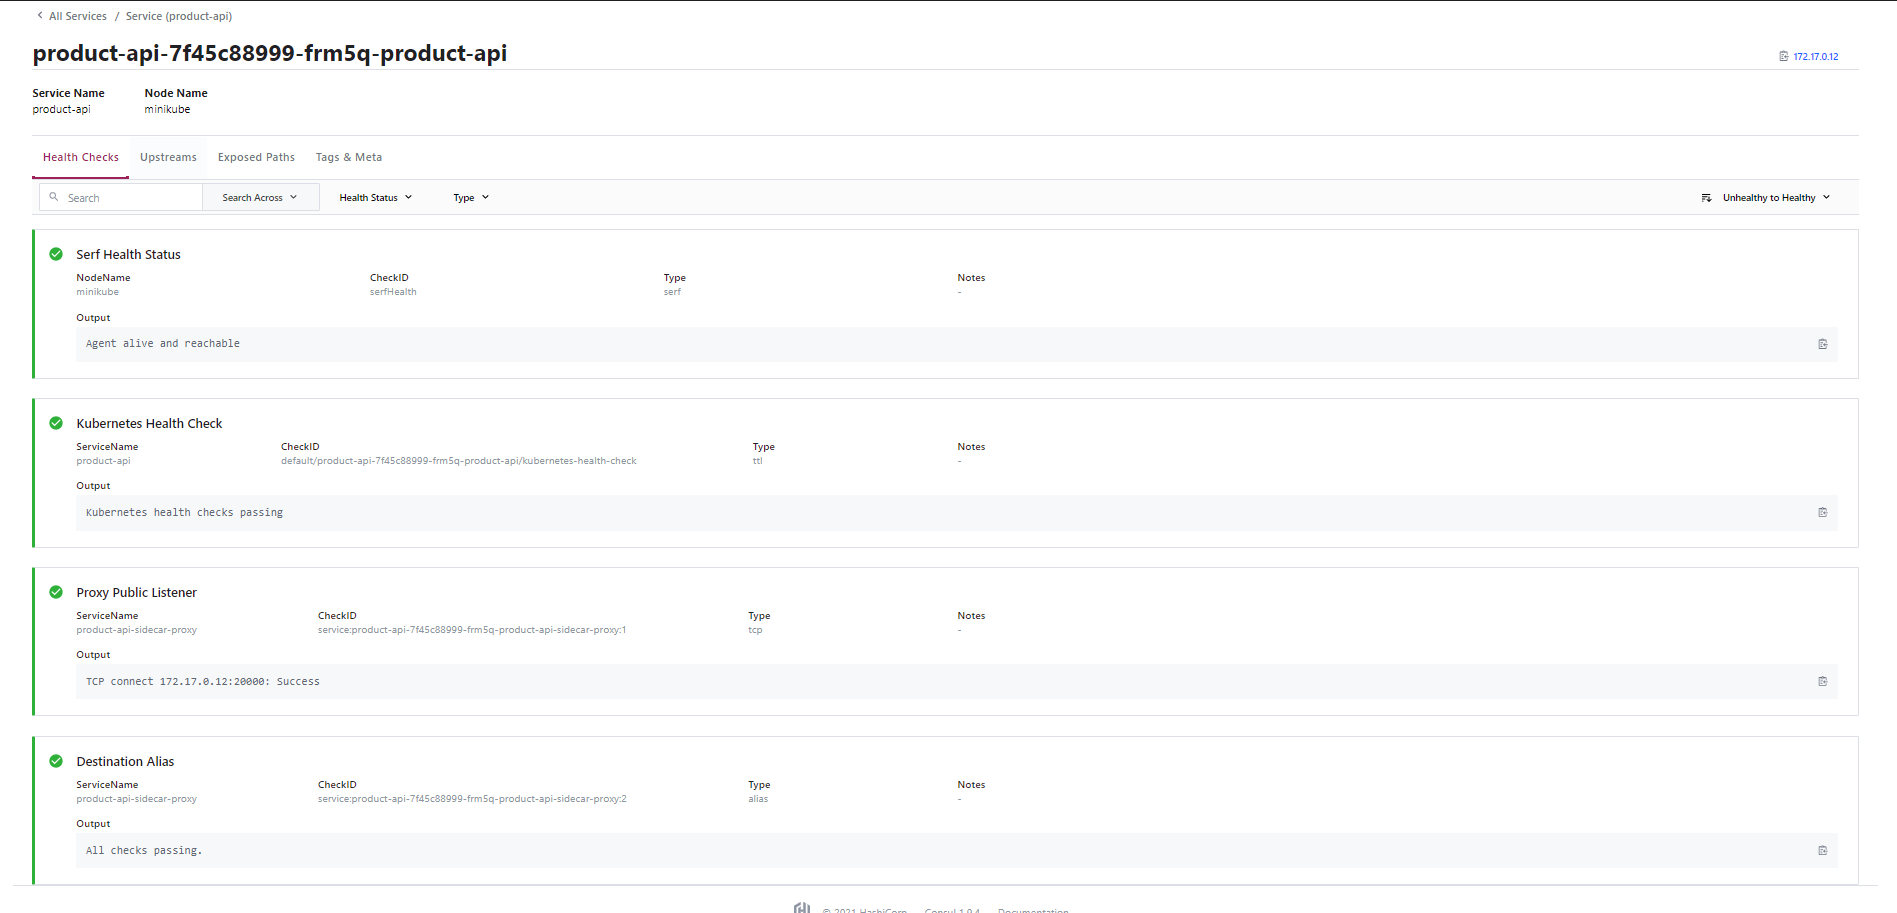 All Services / Service (product-api)
product-api-7f45c88999-frm5q-product-api
172.17.0.12
Service Name Node Name
product-api minikube
Health Checks Upstreams Exposed Paths Tags & Meta
Search Search Across Health Status Type Unhealthy to Healthy
Serf Health Status
NodeName CheckID Type Notes
minikube serfHealth serf -
Output
Agent alive and reachable
Kubernetes Health Check
ServiceName CheckID Type Notes
product-api default/product-api-7f45c88999-frm5q-product-api/kubernetes-health-check ttl -
Output
Kubernetes health checks passing
Proxy Public Listener
ServiceName CheckID Type Notes
product-api-sidecar-proxy service:product-api-7f45c88999-frm5q-product-api-sidecar-proxy:1 tcp -
Output
TCP connect 172.17.0.12:20000: Success
Destination Alias
ServiceName CheckID Type Notes
product-api-sidecar-proxy service:product-api-7f45c88999-frm5q-product-api-sidecar-proxy:2 alias -
Output
All checks passing.
© 2021 HashiCorp Consul 1.9.4 Documentation